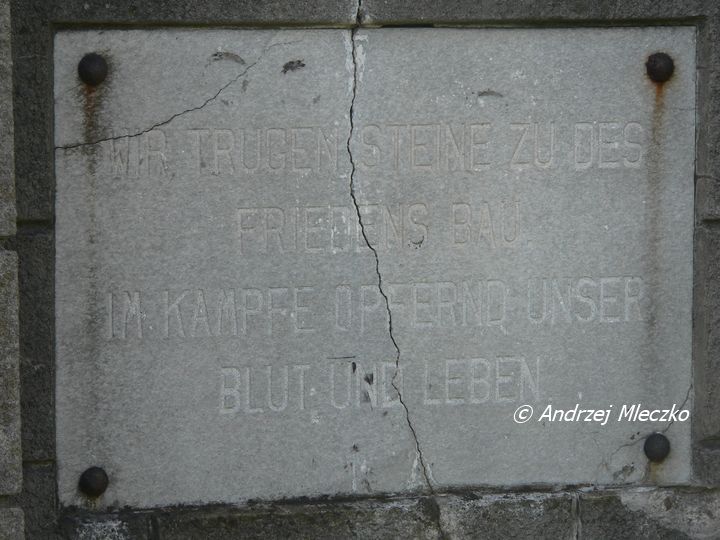 WIR TRUGEN STEINE ZU DES
FRIEDENS BAU
IM KAMPFE OPFERND UNSER
BLUT UND LEBEN
© Andrzej Mleczko